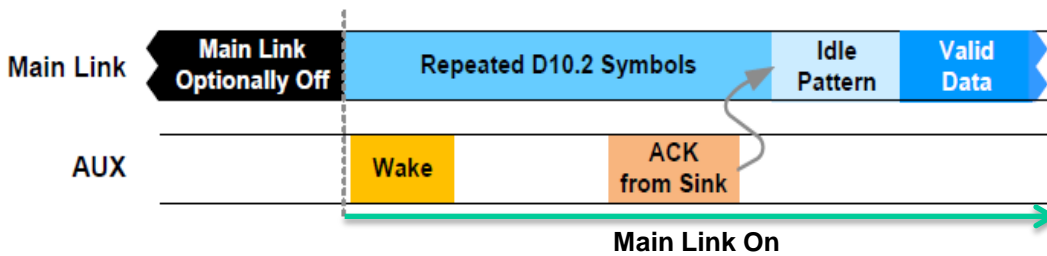 Main Link
Main Link
Optionally Off
Repeated D10.2 Symbols
Idle
Pattern
Valid
Data
AUX
Wake
ACK
from Sink
Main Link On